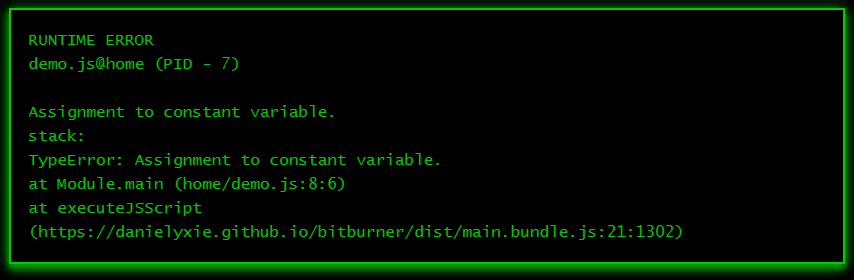 RUNTIME ERROR
demo.js@home (PID - 7)
Assignment to constant variable.
stack:
TypeError: Assignment to constant variable.
at Module.main (home/demo.js:8:6)
at executeJSScript
(https://danielyxie.github.io/bitburner/dist/main.bundle.js:21:1302)